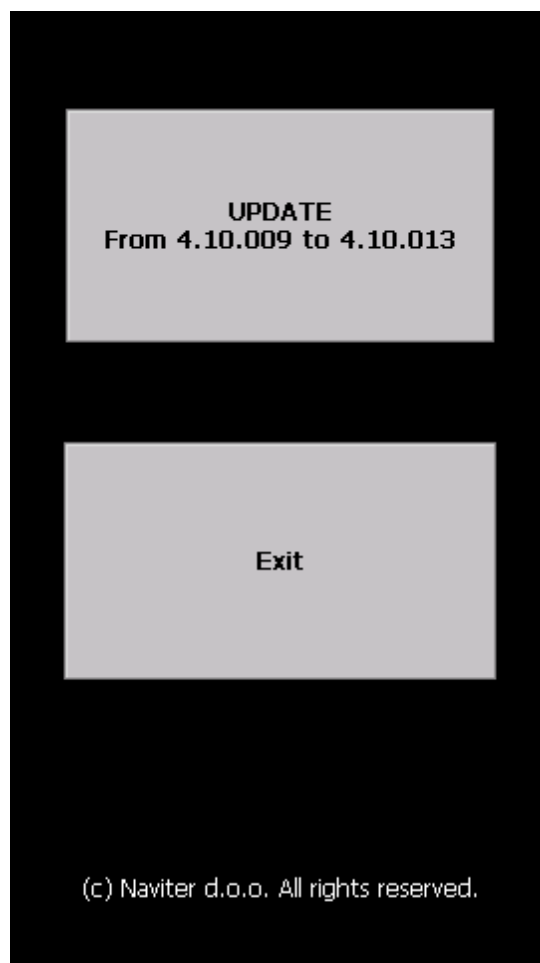 UPDATE
From 4.10.009 to 4.10.013
Exit
(c) Naviter d.o.o. All rights reserved.